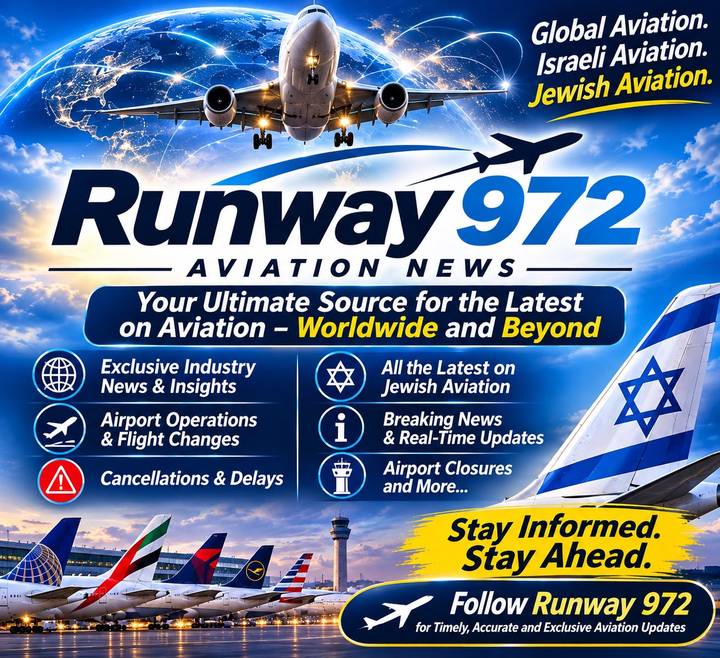 Global Aviation.
Israeli Aviation.
Jewish Aviation.
Runway 972
AVIATION NEWS
Your Ultimate Source for the Latest
on Aviation – Worldwide and Beyond
Exclusive Industry
News & Insights
Airport Operations
& Flight Changes
Cancellations & Delays
All the Latest on
Jewish Aviation
Breaking News
& Real-Time Updates
Airport Closures
and More...
Stay Informed.
Stay Ahead.
Follow Runway 972
for Timely, Accurate and Exclusive Aviation Updates